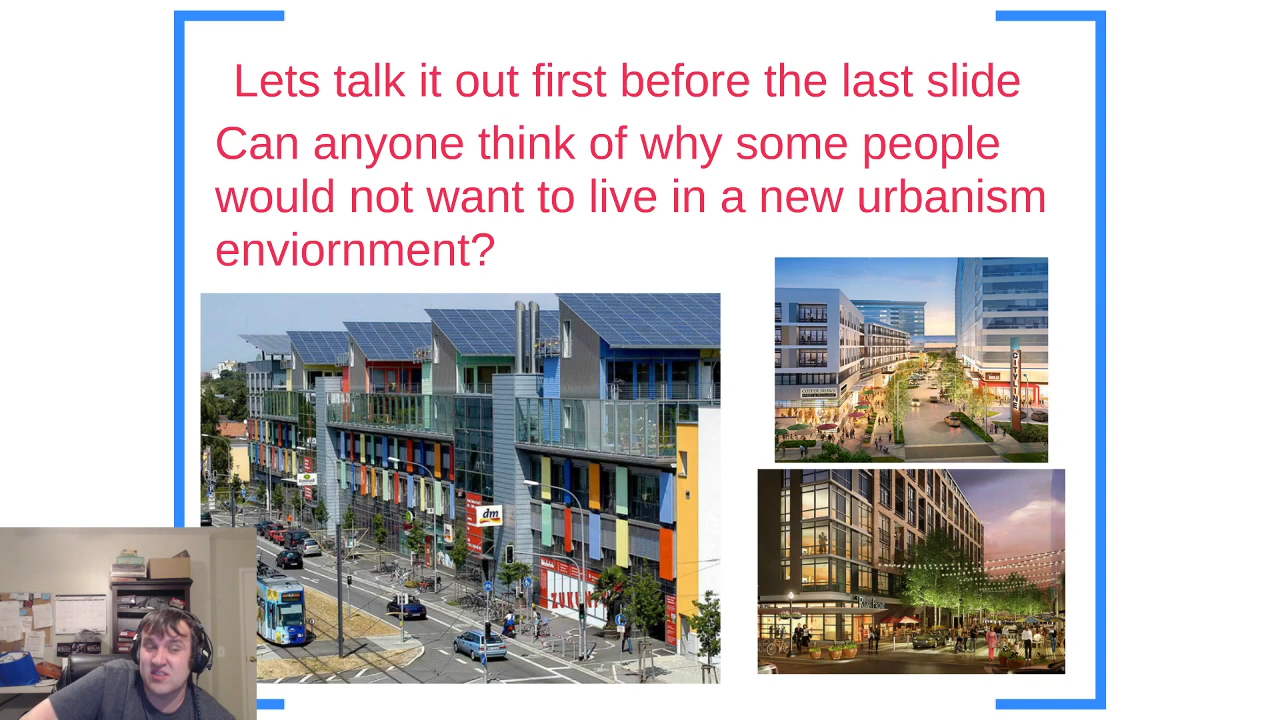 Lets talk it out first before the last slide
Can anyone think of why some people
would not want to live in a new urbanism
enviornment?
dm
CITYLINE